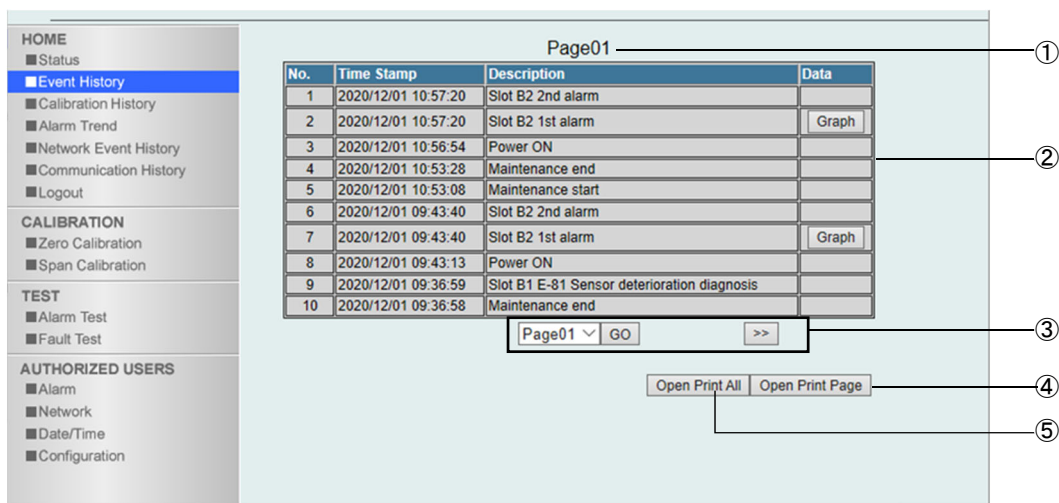 HOME
■Status
■Event History
■Calibration History
■Alarm Trend
■Network Event History
■Communication History
■Logout
CALIBRATION
■Zero Calibration
■Span Calibration
TEST
■Alarm Test
■Fault Test
AUTHORIZED USERS
■Alarm
■Network
■Date/Time
■Configuration
Page01 ①
No. Time Stamp Description Data
1 2020/12/01 10:57:20 Slot B2 2nd alarm
2 2020/12/01 10:57:20 Slot B2 1st alarm Graph
3 2020/12/01 10:56:54 Power ON
②
4 2020/12/01 10:53:28 Maintenance end
5 2020/12/01 10:53:08 Maintenance start
6 2020/12/01 09:43:40 Slot B2 2nd alarm
7 2020/12/01 09:43:40 Slot B2 1st alarm Graph
8 2020/12/01 09:43:13 Power ON
9 2020/12/01 09:36:59 Slot B1 E-81 Sensor deterioration diagnosis
10 2020/12/01 09:36:58 Maintenance end
Page01 GO >> ③
Open Print All Open Print Page ④
⑤